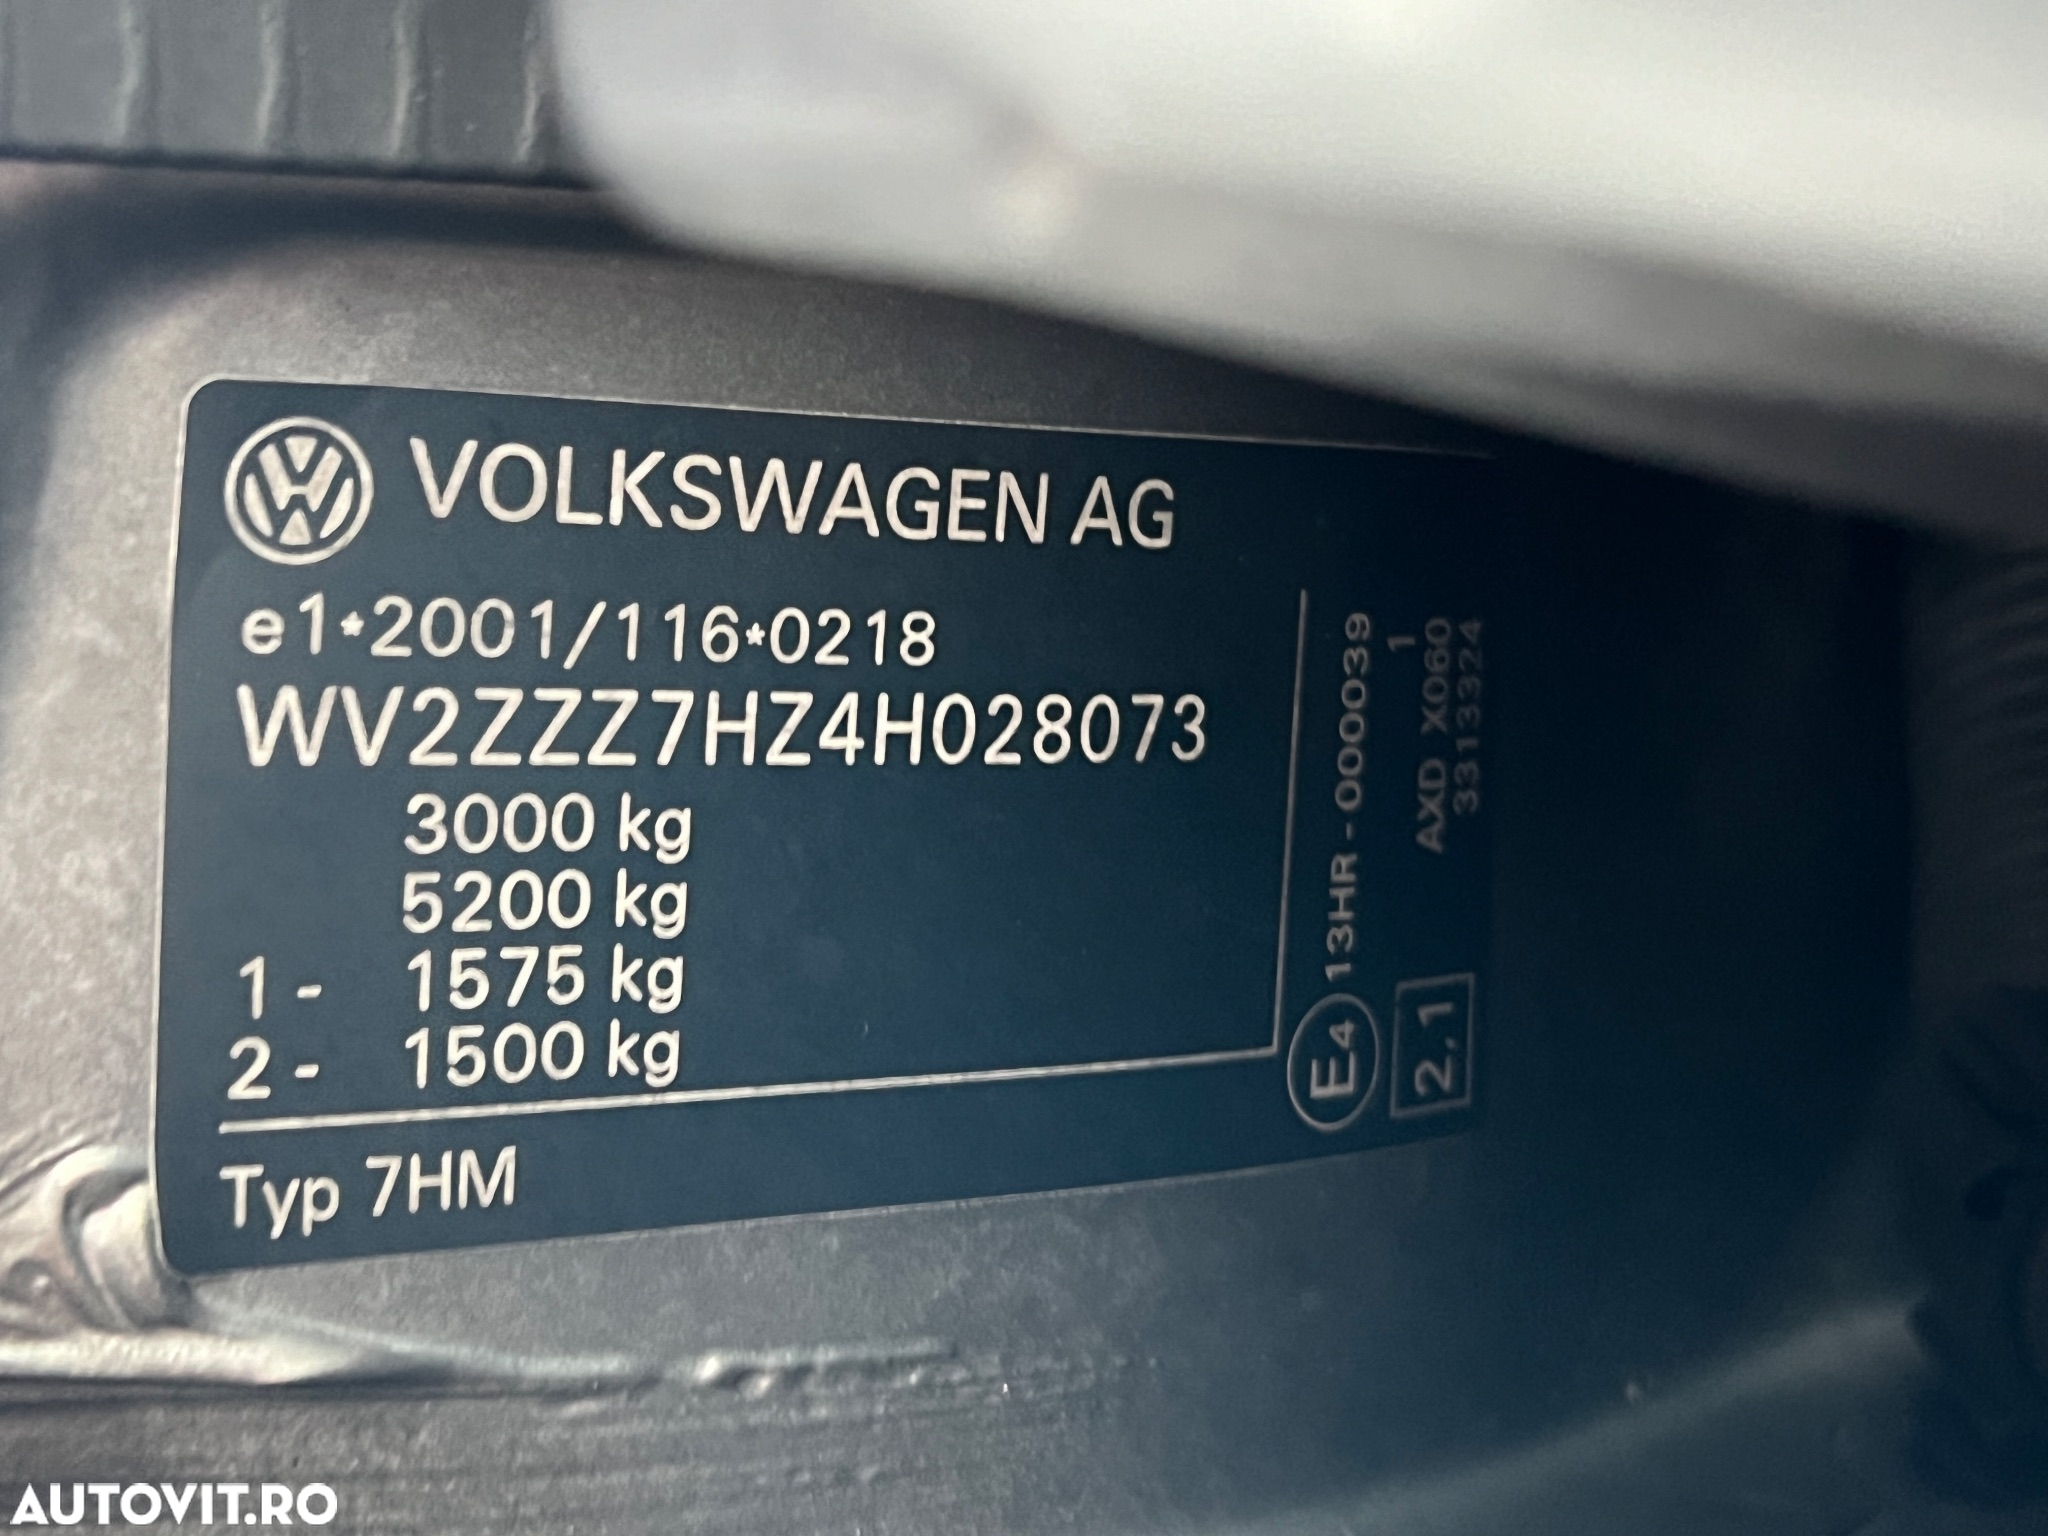 VOLKSWAGEN AG
e1*2001/116*0218
WV2ZZZ7HZ4H028073
3000 kg
5200 kg
1- 1575 kg
2- 1500 kg
Typ 7HM
E4 13HR-000039
1
2.1 AXD X060
3313324
AUTOVIT.RO